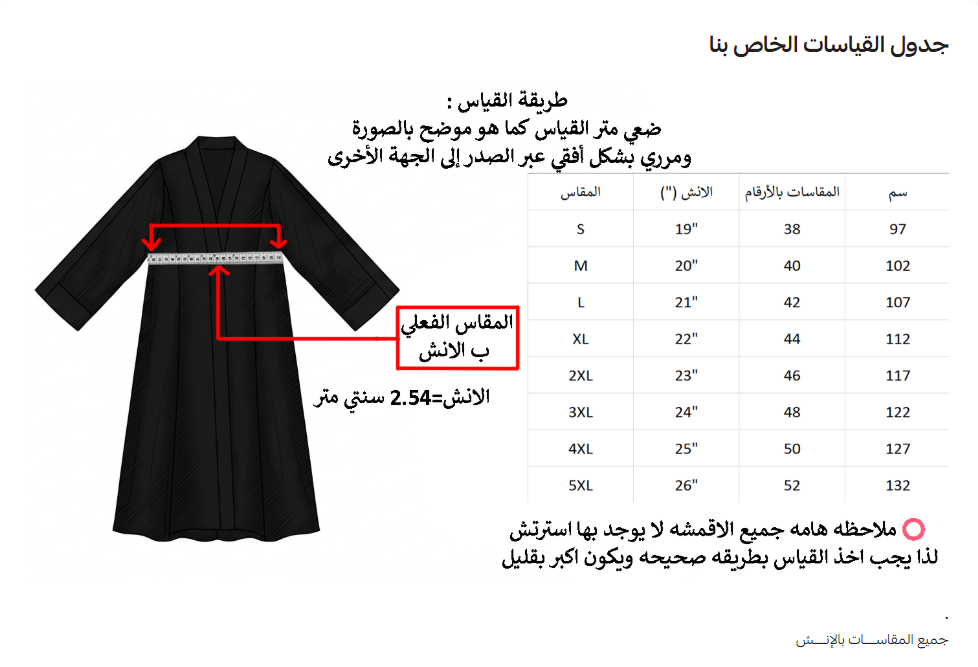 جدول القياسات الخاص بنا
طريقة القياس :
ضعي متر القياس كما هو موضح بالصورة
ومرري بشكل أفقي عبر الصدر إلى الجهة الأخرى
المقاس الانش (") المقاسات بالأرقام سم
S 19" 38 97
M 20" 40 102
L 21" 42 107
XL 22" 44 112
2XL 23" 46 117
3XL 24" 48 122
4XL 25" 50 127
5XL 26" 52 132
المقاس الفعلي
ب الانش
الانش=2.54 سنتي متر
ملاحظه هامه جميع الاقمشه لا يوجد بها استرتش
لذا يجب اخذ القياس بطريقه صحيحه ويكون اكبر بقليل
.
جميع المقاســـات بالإنـــش